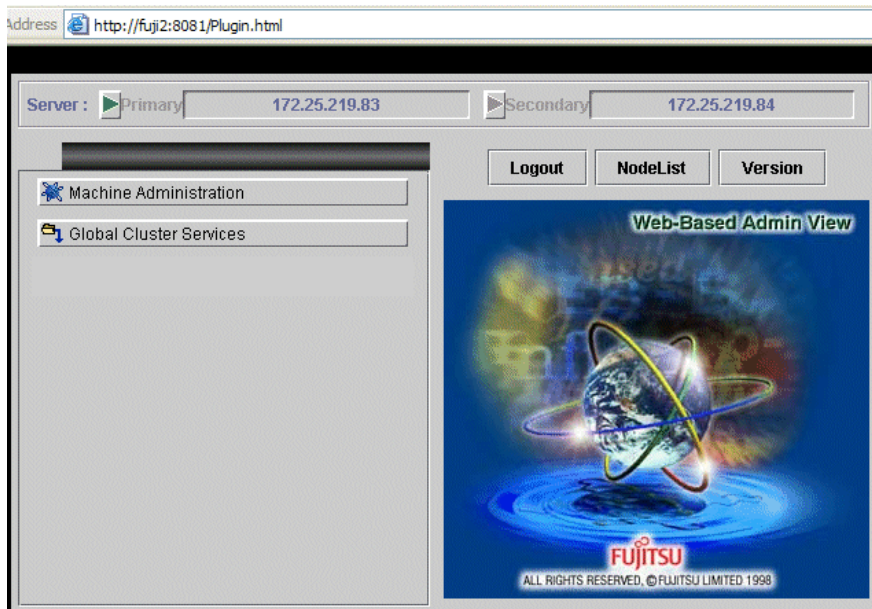 Address http://fuji2:8081/Plugin.html
Server : Primary 172.25.219.83 Secondary 172.25.219.84
Logout NodeList Version
Machine Administration
Global Cluster Services
Web-Based Admin View
FUJITSU
ALL RIGHTS RESERVED, © FUJITSU LIMITED 1998